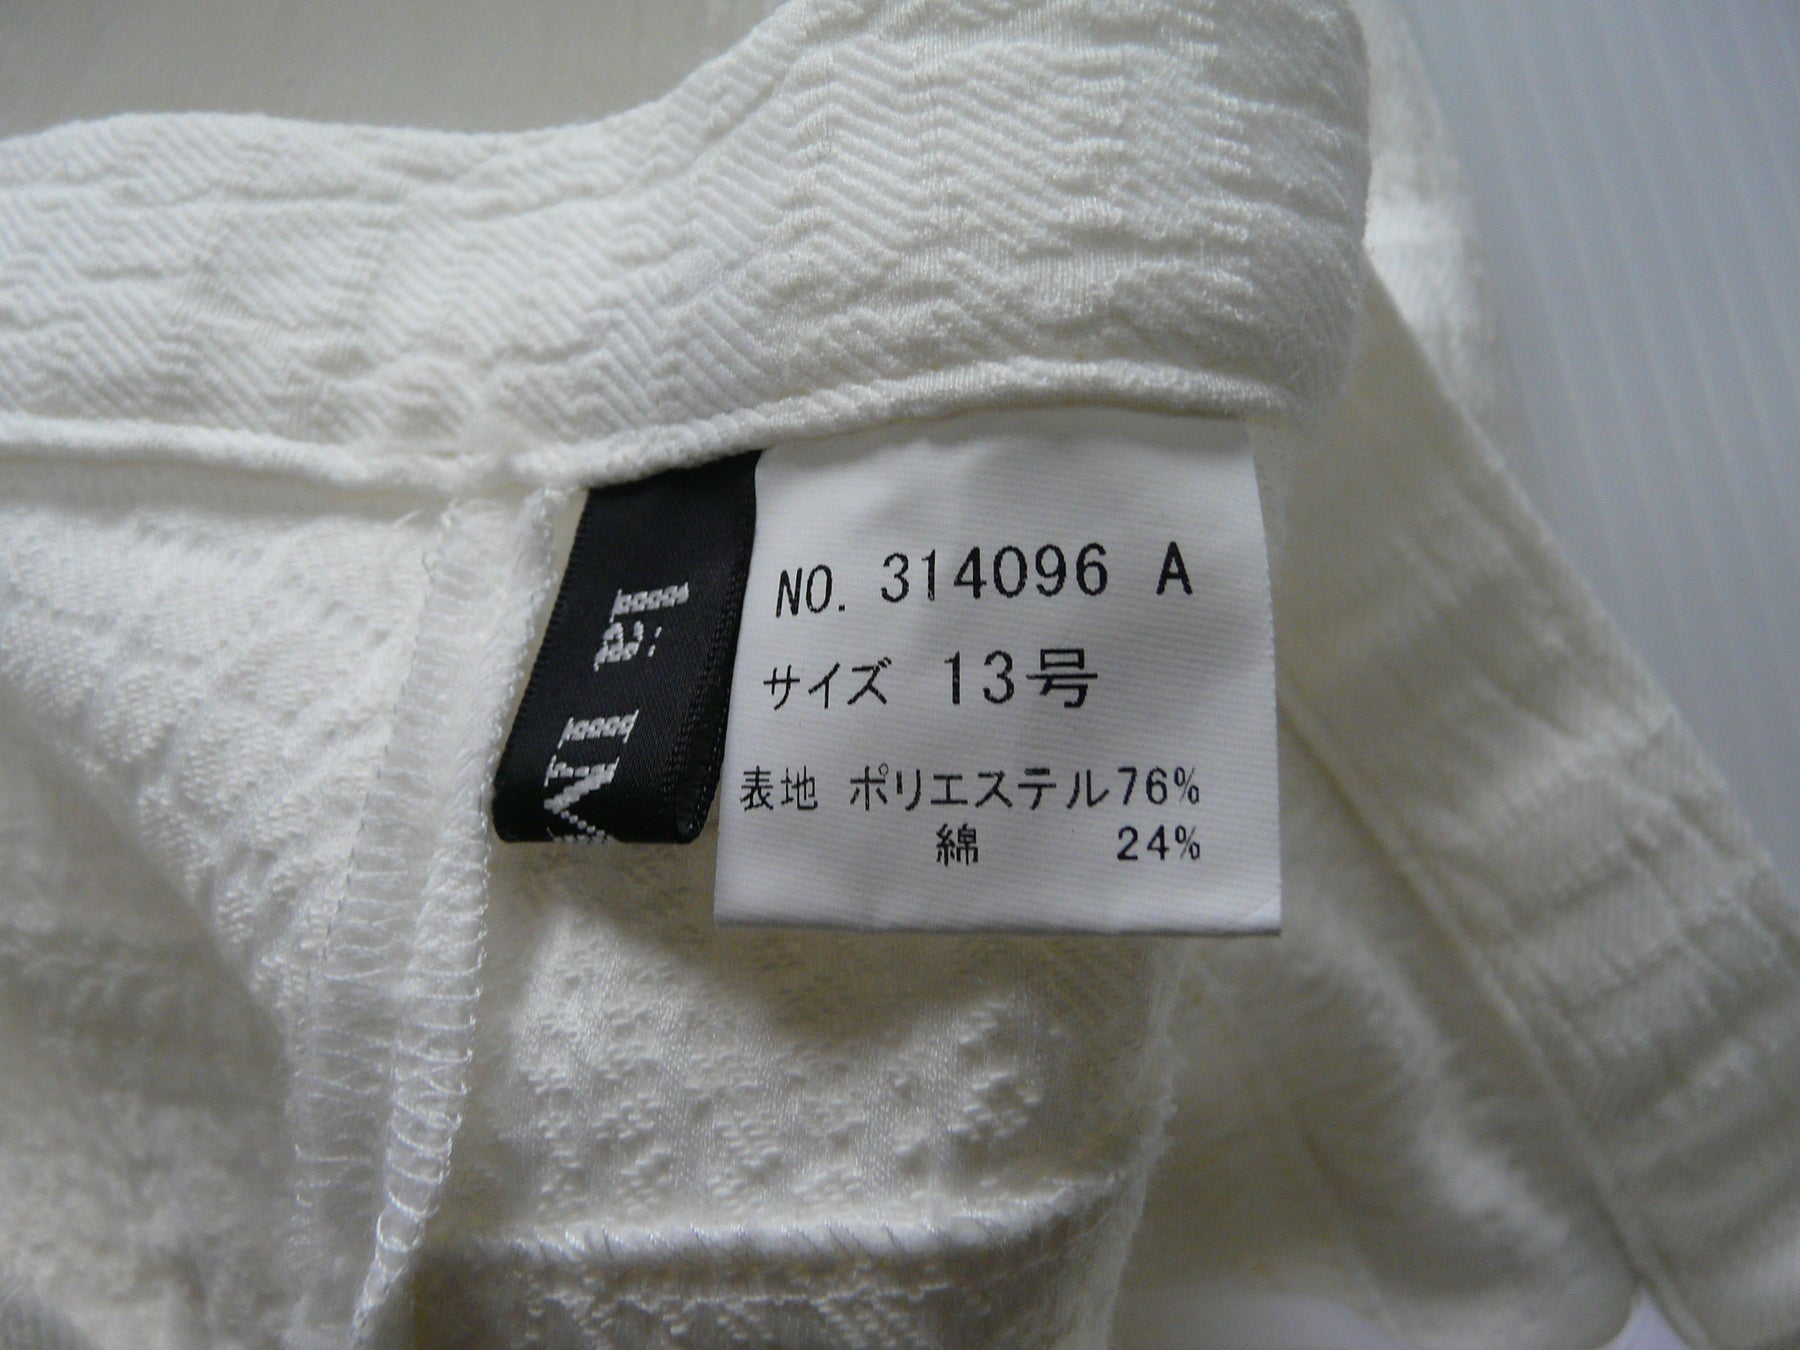 NO. 314096 A
サイズ 13号
表地 ポリエステル76%
綿 24%